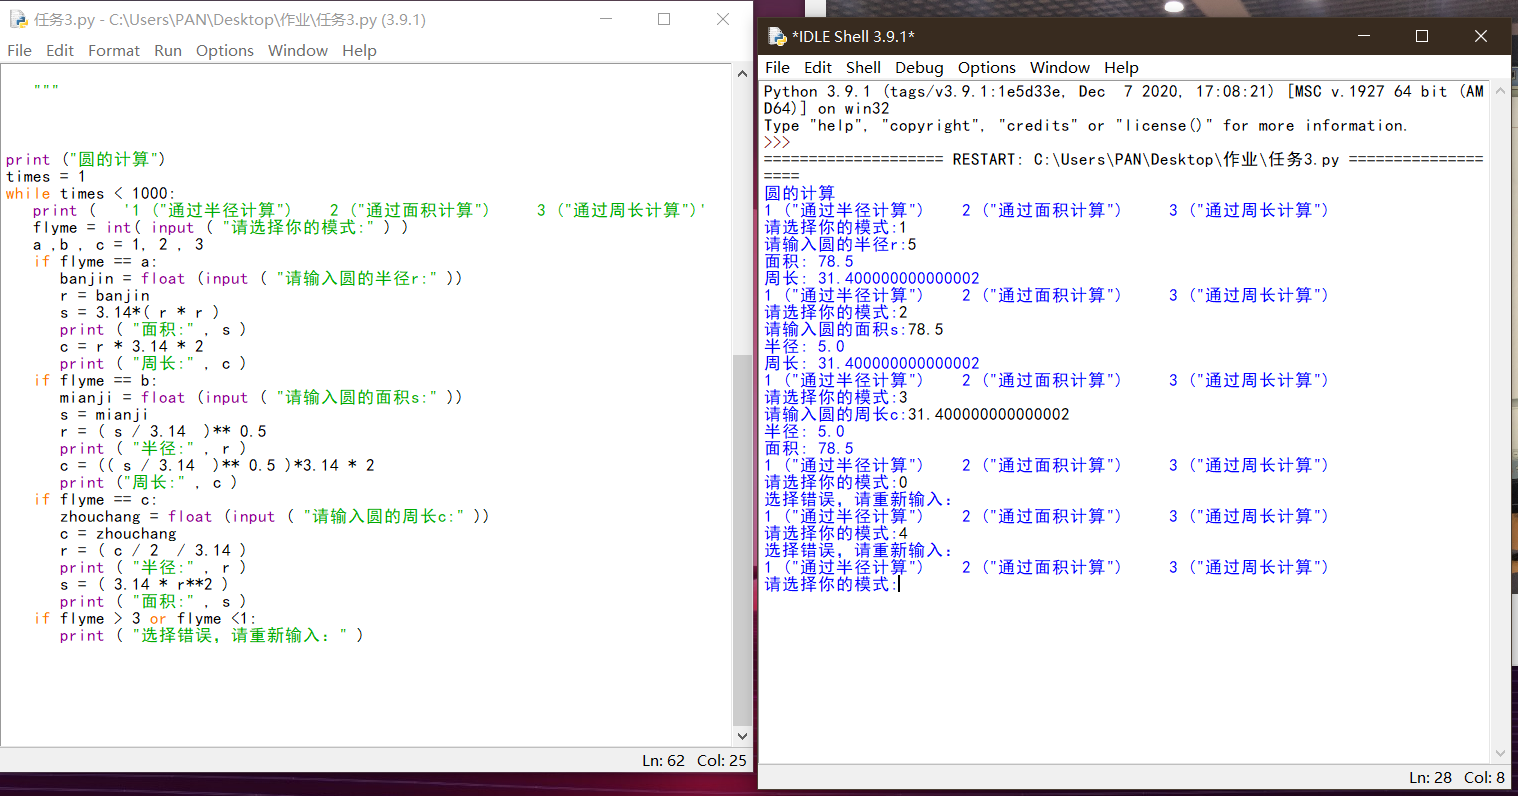 任务3.py - C:\Users\PAN\Desktop\作业\任务3.py (3.9.1)
File Edit Format Run Options Window Help
"""
print ("圆的计算")
times = 1
while times < 1000:
   print (   '1 ("通过半径计算")    2 ("通过面积计算")     3 ("通过周长计算")'
   flyme = int( input ( "请选择你的模式:" ) )
   a ,b , c = 1, 2 , 3
   if flyme == a:
      banjin = float (input ( "请输入圆的半径r:" ))
      r = banjin
      s = 3.14*( r * r )
      print ( "面积:" , s )
      c = r * 3.14 * 2
      print ( "周长:" , c )
   if flyme == b:
      mianji = float (input ( "请输入圆的面积s:" ))
      s = mianji
      r = ( s / 3.14  )** 0.5
      print ( "半径:" , r )
      c = (( s / 3.14  )** 0.5 )*3.14 * 2
      print ("周长:" , c )
   if flyme == c:
      zhouchang = float (input ( "请输入圆的周长c:" ))
      c = zhouchang
      r = ( c / 2  / 3.14 )
      print ( "半径:" , r )
      s = ( 3.14 * r**2 )
      print ( "面积:" , s )
   if flyme > 3 or flyme <1:
      print ( "选择错误，请重新输入：" )
Ln: 62 Col: 25
*IDLE Shell 3.9.1*
File Edit Shell Debug Options Window Help
Python 3.9.1 (tags/v3.9.1:1e5d33e, Dec  7 2020, 17:08:21) [MSC v.1927 64 bit (AM
D64)] on win32
Type "help", "copyright", "credits" or "license()" for more information.
>>>
==================== RESTART: C:\Users\PAN\Desktop\作业\任务3.py ===============
====
圆的计算
1 ("通过半径计算")    2 ("通过面积计算")     3 ("通过周长计算")
请选择你的模式:1
请输入圆的半径r:5
面积: 78.5
周长: 31.400000000000002
1 ("通过半径计算")    2 ("通过面积计算")     3 ("通过周长计算")
请选择你的模式:2
请输入圆的面积s:78.5
半径: 5.0
周长: 31.400000000000002
1 ("通过半径计算")    2 ("通过面积计算")     3 ("通过周长计算")
请选择你的模式:3
请输入圆的周长c:31.400000000000002
半径: 5.0
面积: 78.5
1 ("通过半径计算")    2 ("通过面积计算")     3 ("通过周长计算")
请选择你的模式:0
选择错误，请重新输入：
1 ("通过半径计算")    2 ("通过面积计算")     3 ("通过周长计算")
请选择你的模式:4
选择错误，请重新输入：
1 ("通过半径计算")    2 ("通过面积计算")     3 ("通过周长计算")
请选择你的模式:
Ln: 28 Col: 8